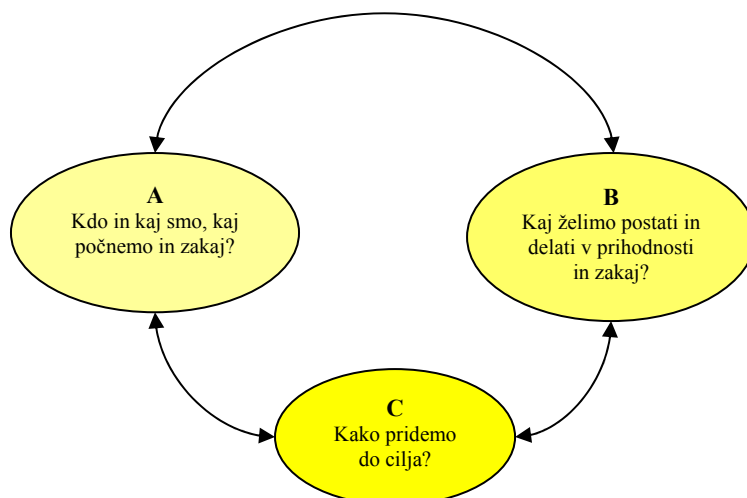 A
Kdo in kaj smo, kaj
počnemo in zakaj?
B
Kaj želimo postati in
delati v prihodnosti
in zakaj?
C
Kako pridemo
do cilja?